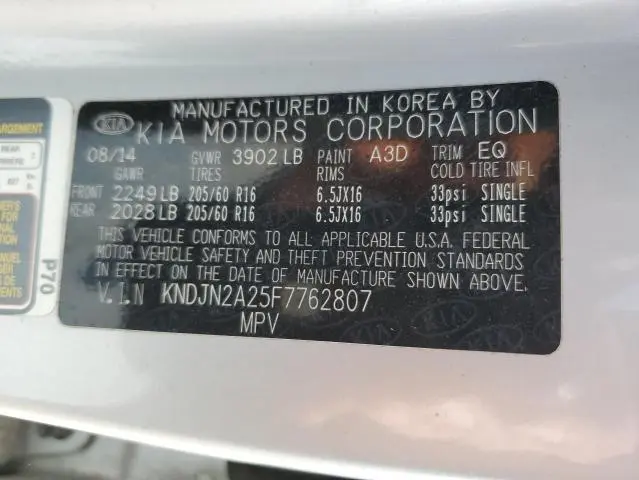 MANUFACTURED IN KOREA BY
KIA KIA MOTORS CORPORATION
08/14 GVWR 3902 LB PAINT A3D TRIM EQ
GAWR TIRES RIMS COLD TIRE INFL
FRONT 2249 LB 205/60 R16 6.5JX16 33psi SINGLE
REAR 2028 LB 205/60 R16 6.5JX16 33psi SINGLE
THIS VEHICLE CONFORMS TO ALL APPLICABLE U.S.A. FEDERAL
MOTOR VEHICLE SAFETY AND THEFT PREVENTION STANDARDS
IN EFFECT ON THE DATE OF MANUFACTURE SHOWN ABOVE.
V.I.N KNDJN2A25F7762807
MPV
P70